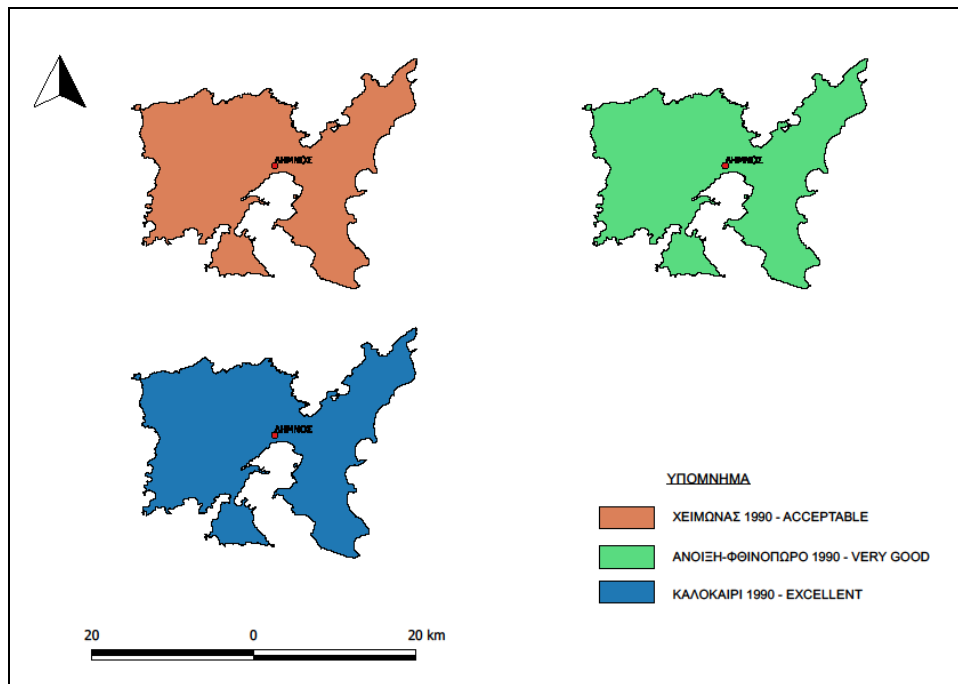 ΛΗΜΝΟΣ
ΛΗΜΝΟΣ
ΛΗΜΝΟΣ
ΥΠΟΜΝΗΜΑ
ΧΕΙΜΩΝΑΣ 1990 - ACCEPTABLE
ΑΝΟΙΞΗ-ΦΘΙΝΟΠΩΡΟ 1990 - VERY GOOD
ΚΑΛΟΚΑΙΡΙ 1990 - EXCELLENT
20 0 20 km